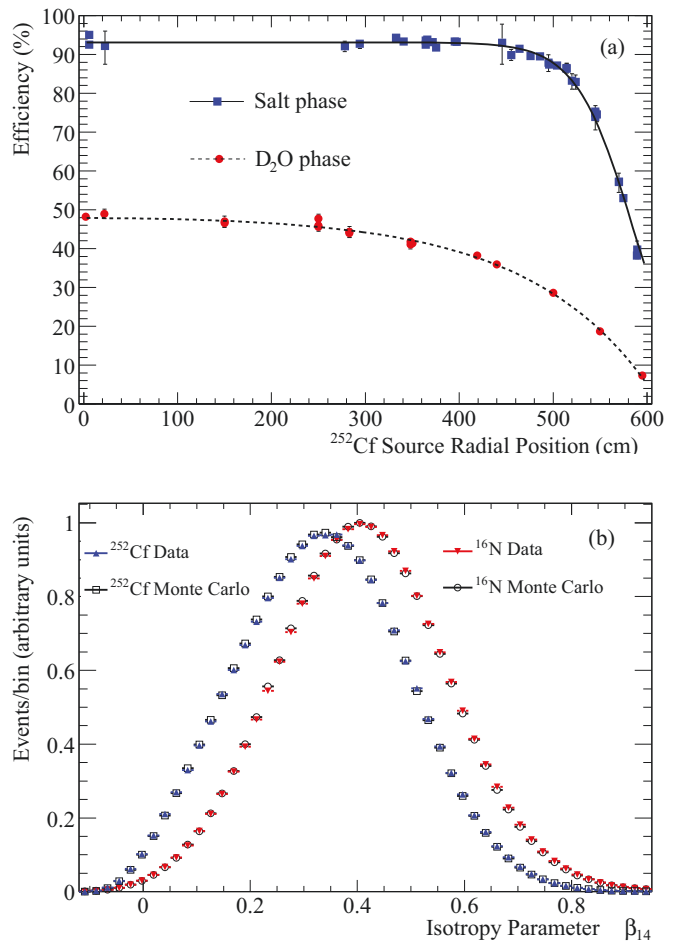 100
90
80
70
60
50
40
30
20
10
0
Efficiency (%)
(a)
Salt phase
D₂O phase
0 100 200 300 400 500 600
²⁵²Cf Source Radial Position (cm)
1
0.8
0.6
0.4
0.2
0
Events/bin (arbitrary units)
(b)
²⁵²Cf Data
²⁵²Cf Monte Carlo
¹⁶N Data
¹⁶N Monte Carlo
0 0.2 0.4 0.6 0.8
Isotropy Parameter β₁₄